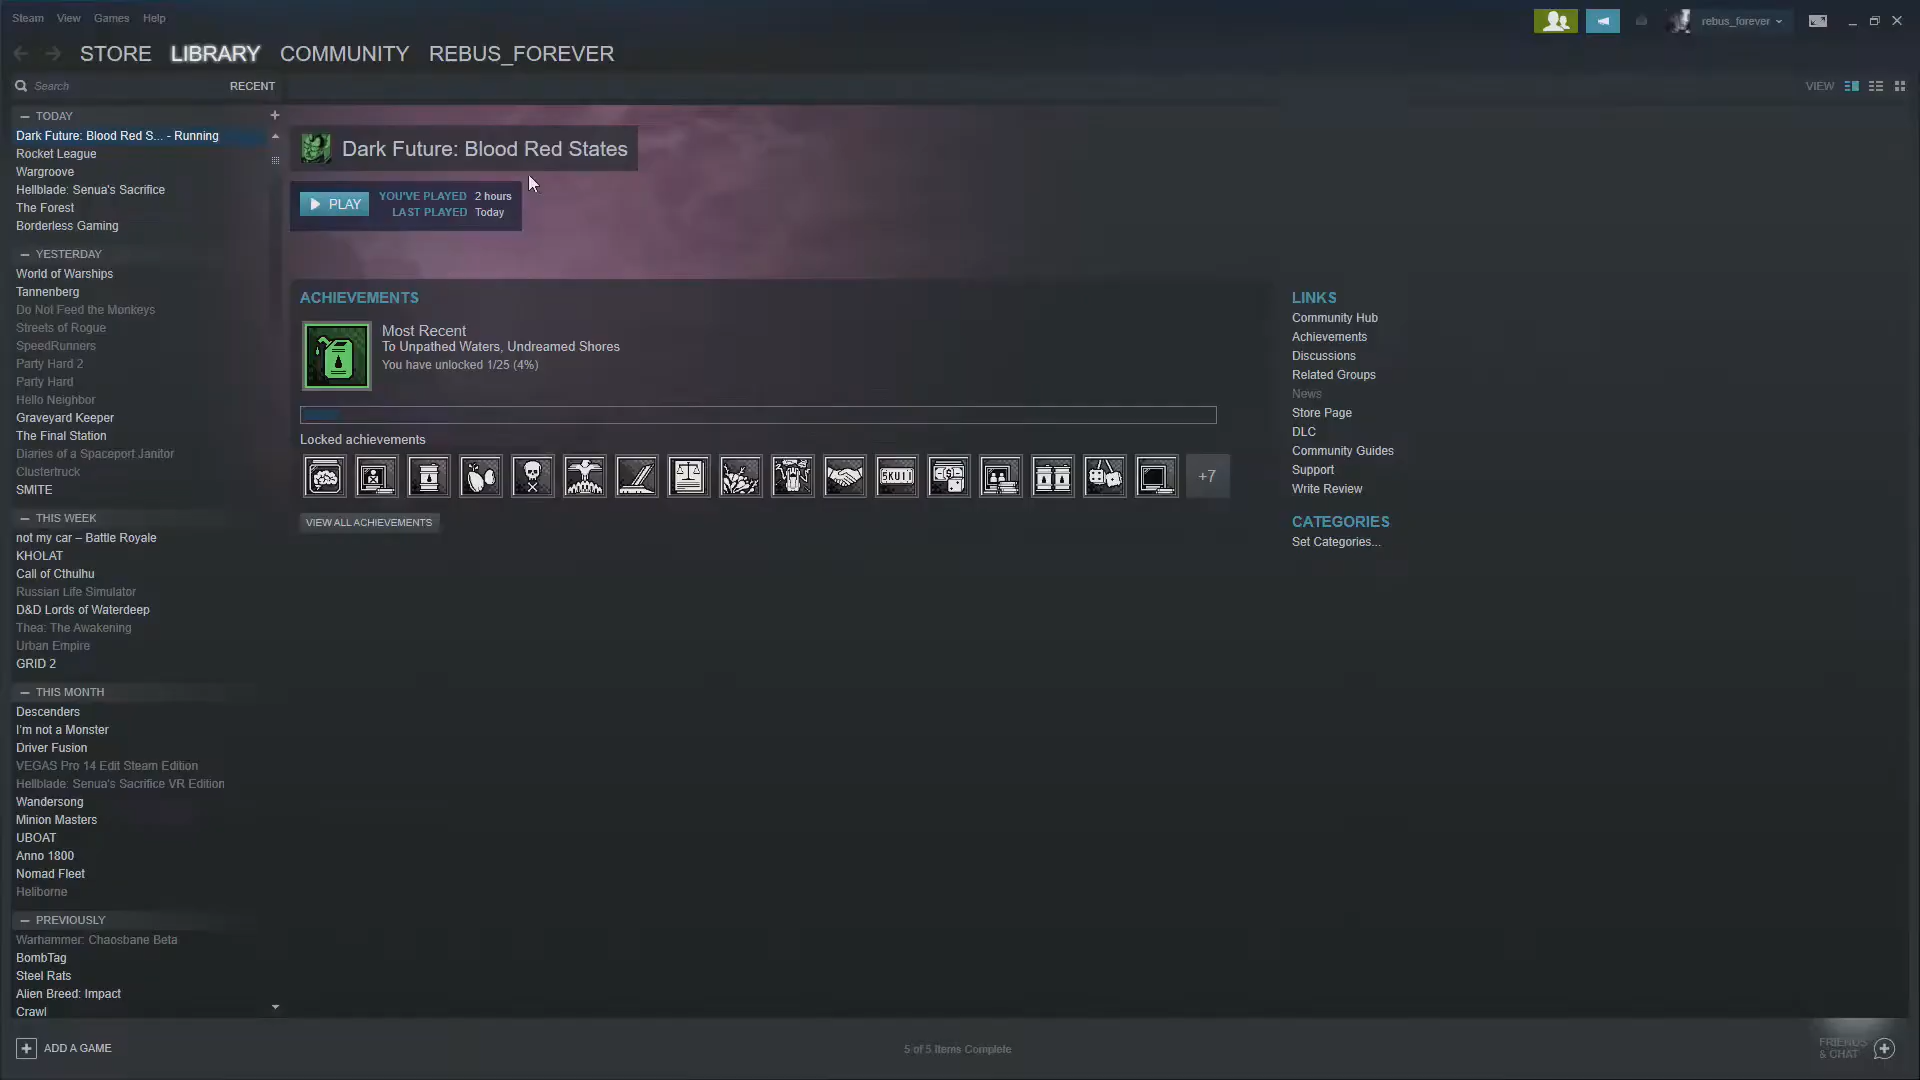 Steam View Games Help
rebus_forever
STORE LIBRARY COMMUNITY REBUS_FOREVER
Search
RECENT
VIEW
TODAY
Dark Future: Blood Red S... - Running
Rocket League
Wargroove
Hellblade: Senua's Sacrifice
The Forest
Borderless Gaming
YESTERDAY
World of Warships
Tannenberg
Do Not Feed the Monkeys
Streets of Rogue
SpeedRunners
Party Hard 2
Party Hard
Hello Neighbor
Graveyard Keeper
The Final Station
Diaries of a Spaceport Janitor
Clustertruck
SMITE
THIS WEEK
not my car – Battle Royale
KHOLAT
Call of Cthulhu
Russian Life Simulator
D&D Lords of Waterdeep
Thea: The Awakening
Urban Empire
GRID 2
THIS MONTH
Descenders
I'm not a Monster
Driver Fusion
VEGAS Pro 14 Edit Steam Edition
Hellblade: Senua's Sacrifice VR Edition
Wandersong
Minion Masters
UBOAT
Anno 1800
Nomad Fleet
Heliborne
PREVIOUSLY
Warhammer: Chaosbane Beta
BombTag
Steel Rats
Alien Breed: Impact
Crawl
Dark Future: Blood Red States
PLAY
YOU'VE PLAYED 2 hours
LAST PLAYED Today
ACHIEVEMENTS
Most Recent
To Unpathed Waters, Undreamed Shores
You have unlocked 1/25 (4%)
Locked achievements
SKUII
+7
VIEW ALL ACHIEVEMENTS
LINKS
Community Hub
Achievements
Discussions
Related Groups
News
Store Page
DLC
Community Guides
Support
Write Review
CATEGORIES
Set Categories...
ADD A GAME
5 of 5 Items Complete
FRIENDS
& CHAT